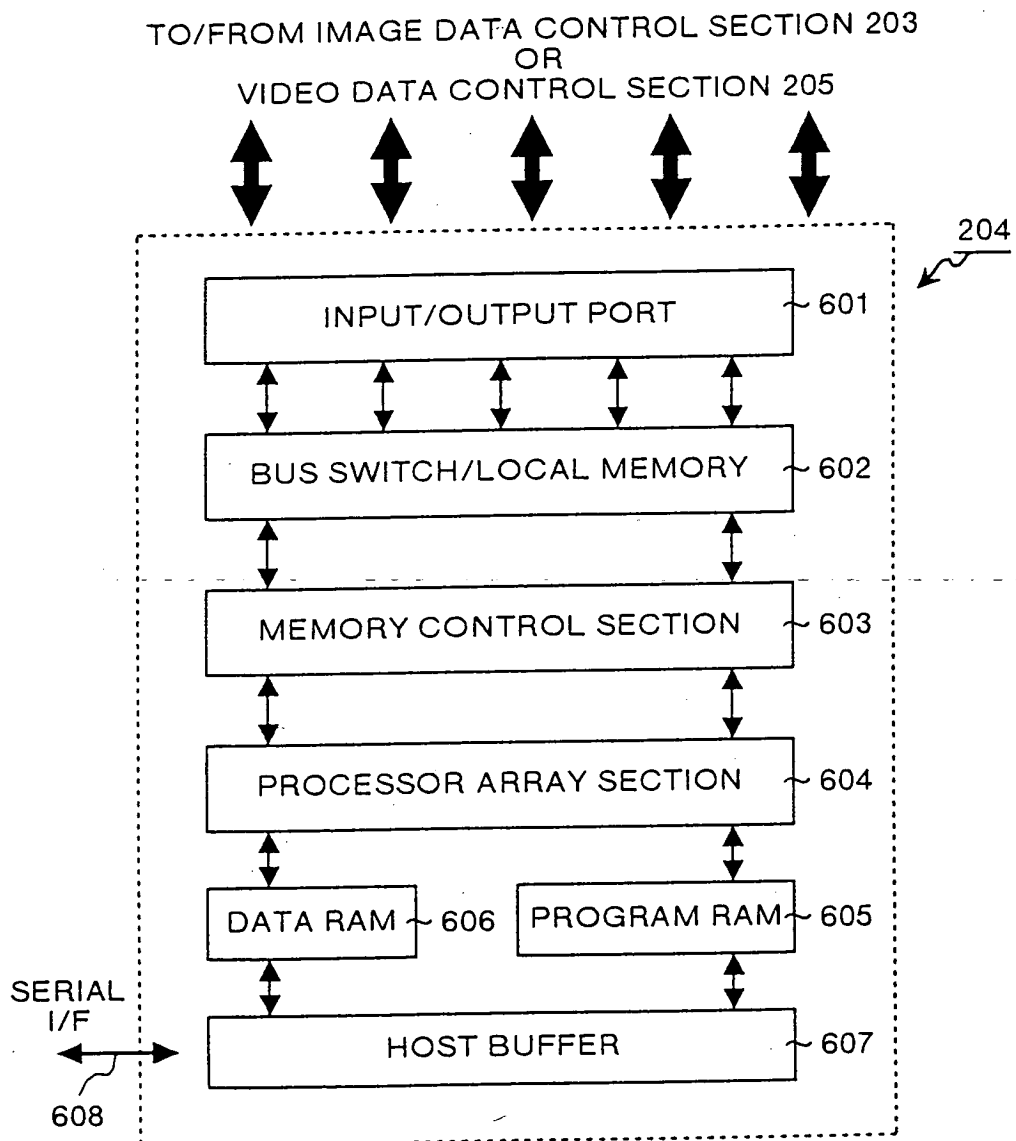 TO/FROM IMAGE DATA CONTROL SECTION 203
OR
VIDEO DATA CONTROL SECTION 205
204
INPUT/OUTPUT PORT
601
BUS SWITCH/LOCAL MEMORY
602
MEMORY CONTROL SECTION
603
PROCESSOR ARRAY SECTION
604
DATA RAM
606
PROGRAM RAM
605
SERIAL
I/F
HOST BUFFER
607
608